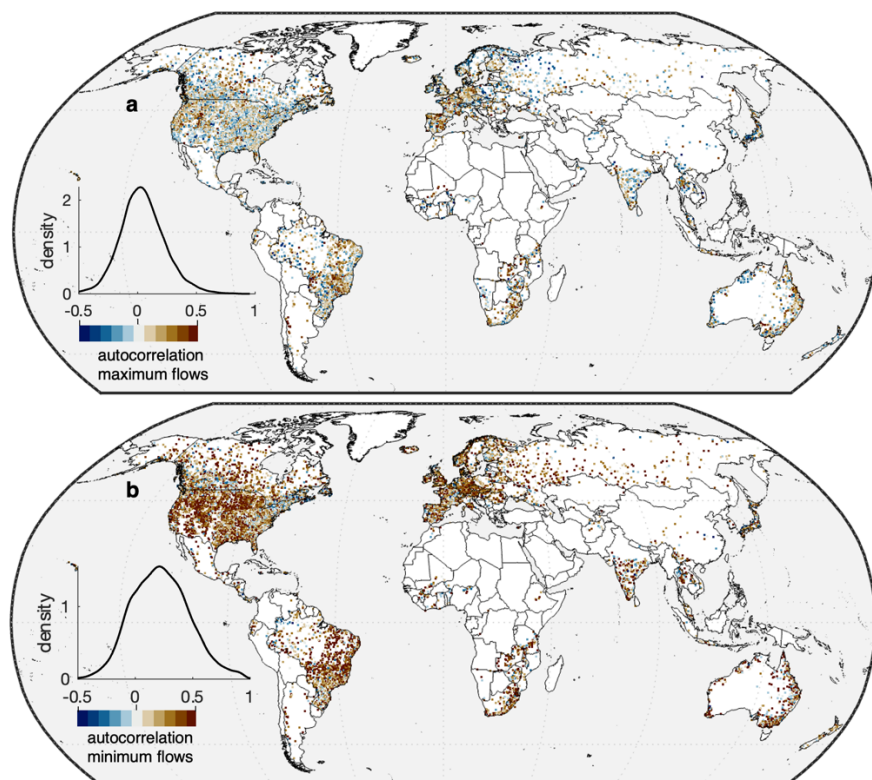 a
2
1
0
density
-0.5 0 0.5 1
autocorrelation
maximum flows
b
1
0
density
-0.5 0 0.5 1
autocorrelation
minimum flows